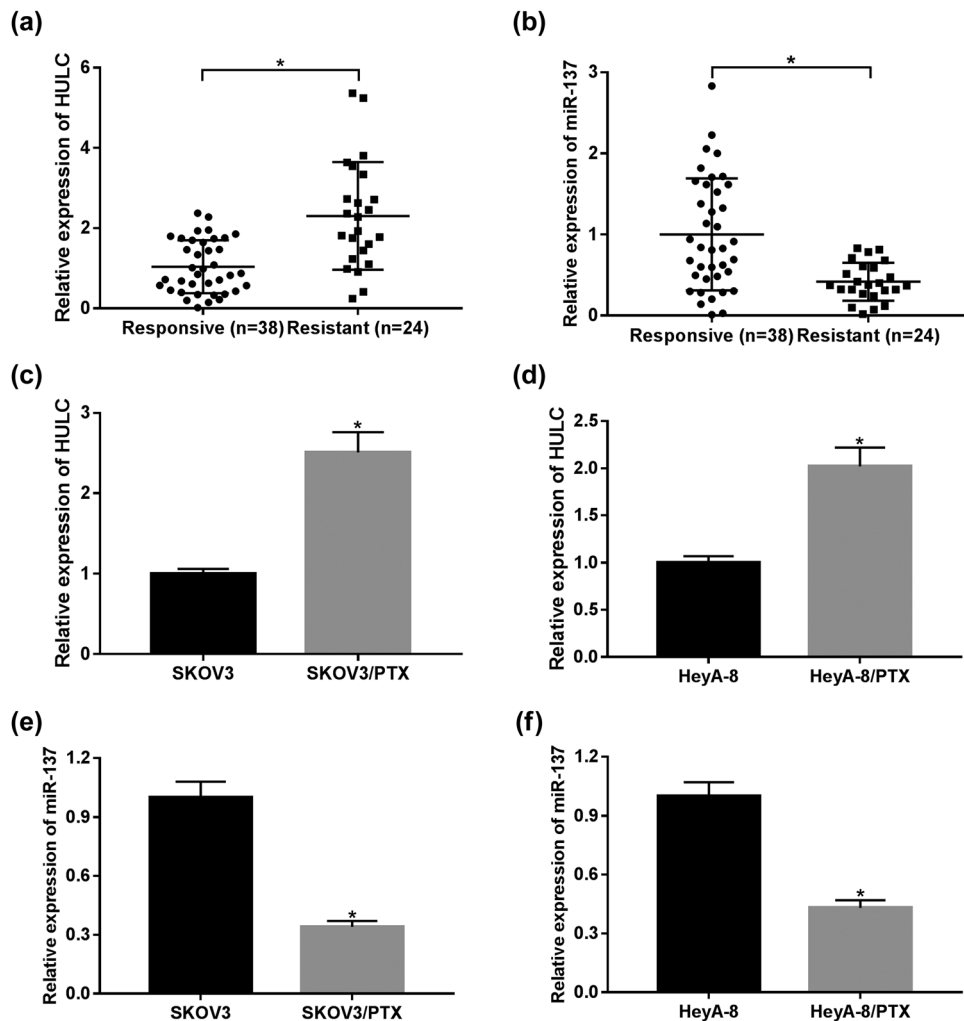 (a)
Relative expression of HULC
6
4
2
0
*
Responsive (n=38) Resistant (n=24)
(b)
Relative expression of miR-137
3
2
1
0
*
Responsive (n=38) Resistant (n=24)
(c)
Relative expression of HULC
3
2
1
0
*
SKOV3 SKOV3/PTX
(d)
Relative expression of HULC
2.5
2.0
1.5
1.0
0.5
0.0
*
HeyA-8 HeyA-8/PTX
(e)
Relative expression of miR-137
1.2
0.9
0.6
0.3
0.0
*
SKOV3 SKOV3/PTX
(f)
Relative expression of miR-137
1.2
0.9
0.6
0.3
0.0
*
HeyA-8 HeyA-8/PTX